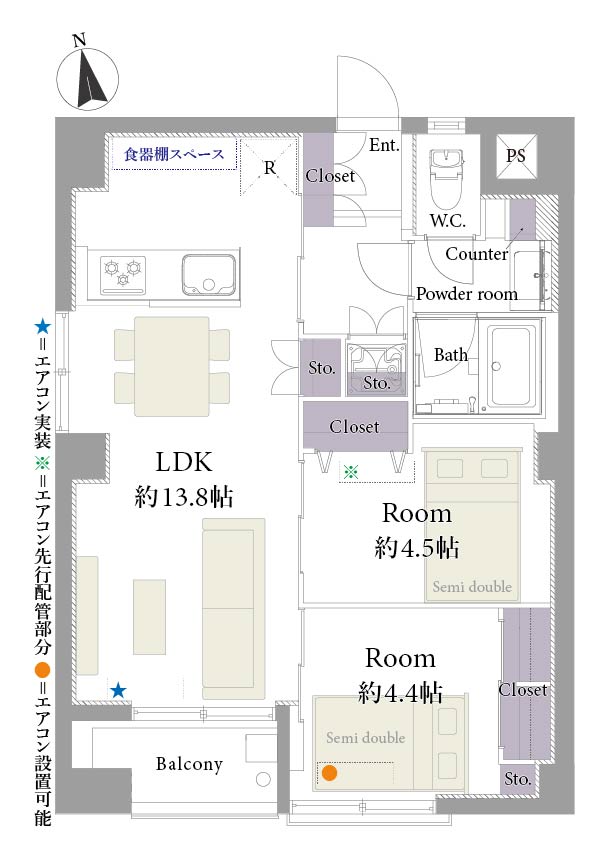 N
食器棚スペース
R
Closet
Ent.
PS
W.C.
Counter
Powder room
Bath
Sto.
Sto.
Closet
※
LDK
約13.8帖
Room
約4.5帖
Semi double
Room
約4.4帖
Closet
Semi double
Sto.
★
Balcony
★=エアコン実装 ※=エアコン先行配管部分 ●=エアコン設置可能